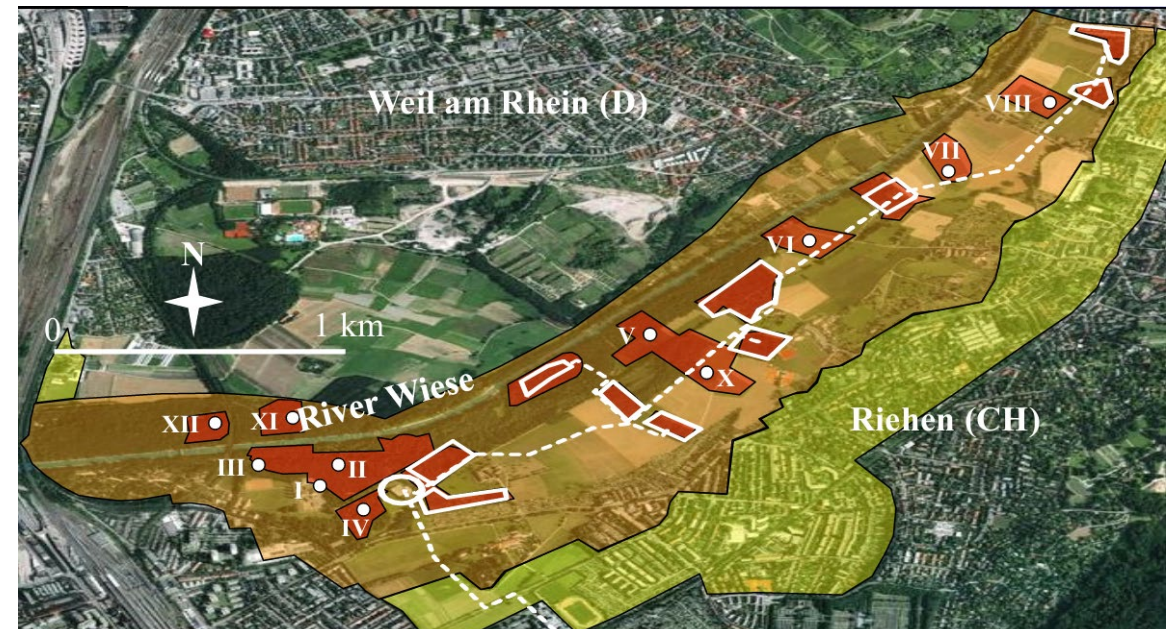 Weil am Rhein (D)
VIII
VII
N
VI
0
1 km
V
X
River Wiese
XII
XI
Riehen (CH)
III
II
I
IV